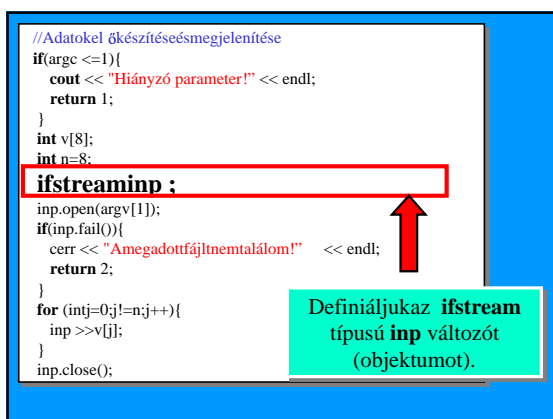 //Adatokel őkészítéseésmegjelenítése
if(argc <=1){
cout << "Hiányzó parameter!” << endl;
return 1;
}
int v[8];
int n=8;
ifstreaminp ;
inp.open(argv[1]);
if(inp.fail()){
cerr << "Amegadottfájltnemtalálom!” << endl;
return 2;
}
for (intj=0;j!=n;j++){
inp >>v[j];
}
inp.close();
Definiáljukaz ifstream
típusú inp változót
(objektumot).